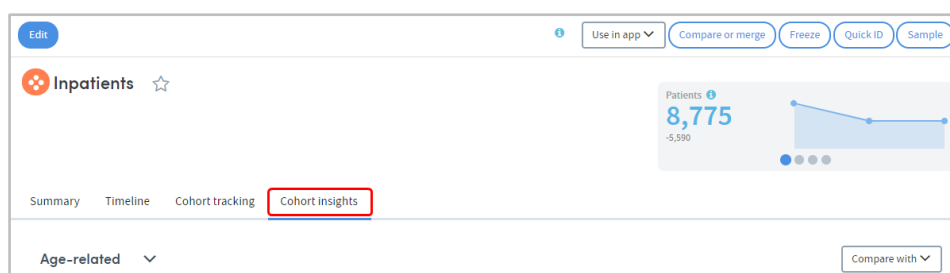 Edit
Use in app
Compare or merge
Freeze
Quick ID
Sample
Inpatients
Patients
8,775
-5,590
Summary
Timeline
Cohort tracking
Cohort insights
Age-related
Compare with